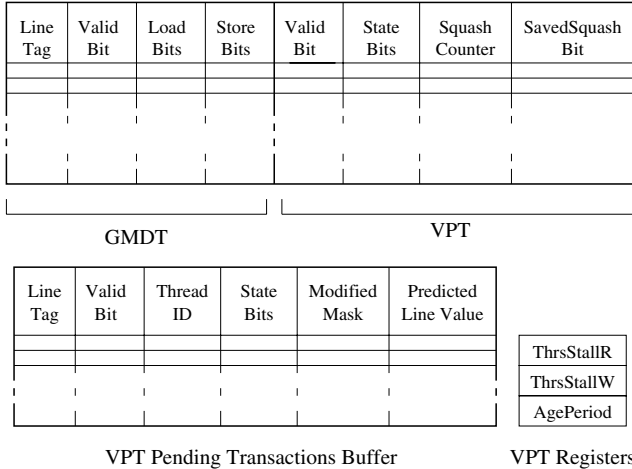 Line Valid Load Store Valid State Squash SavedSquash
Tag Bit Bits Bits Bit Bits Counter Bit
GMDT VPT
Line Valid Thread State Modified Predicted
Tag Bit ID Bits Mask Line Value
ThrsStallR
ThrsStallW
AgePeriod
VPT Pending Transactions Buffer VPT Registers